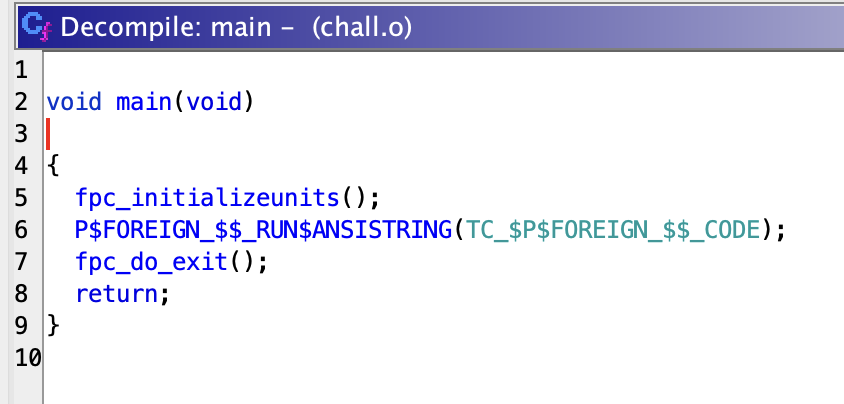 Decompile: main – (chall.o)
1
2 void main(void)
3
4 {
5 fpc_initializeunits();
6 P$FOREIGN_$$_RUN$ANSISTRING(TC_$P$FOREIGN_$$_CODE);
7 fpc_do_exit();
8 return;
9 }
10